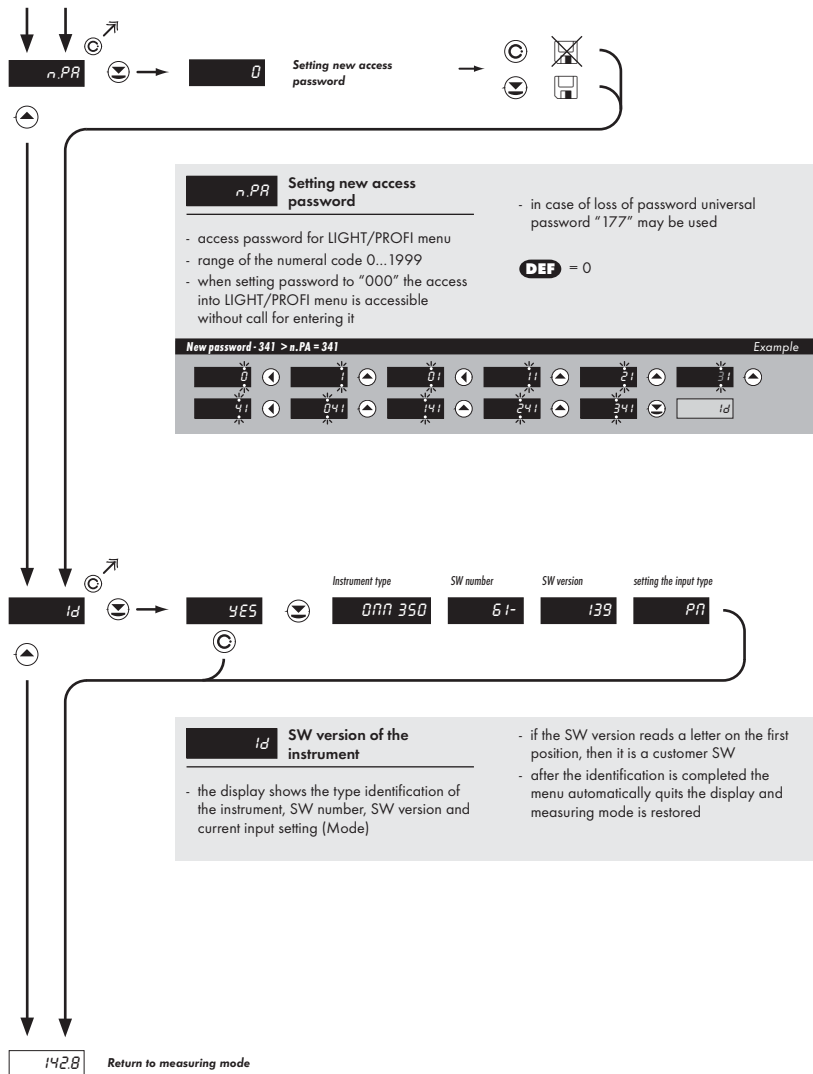 n.PA
0
Setting new access
password
n.PA
Setting new access
password
- access password for LIGHT/PROFI menu
- range of the numeral code 0...1999
- when setting password to “000” the access
into LIGHT/PROFI menu is accessible
without call for entering it
- in case of loss of password universal
password “177” may be used
DEF = 0
New password - 341 > n.PA = 341
Example
0 1 01 11 21 31
41 041 141 241 341 Id
Instrument type
SW number
SW version
setting the input type
Id
YES
OMM 350
61-
139
PM
Id
SW version of the
instrument
- the display shows the type identification of
the instrument, SW number, SW version and
current input setting (Mode)
- if the SW version reads a letter on the first
position, then it is a customer SW
- after the identification is completed the
menu automatically quits the display and
measuring mode is restored
142.8
Return to measuring mode